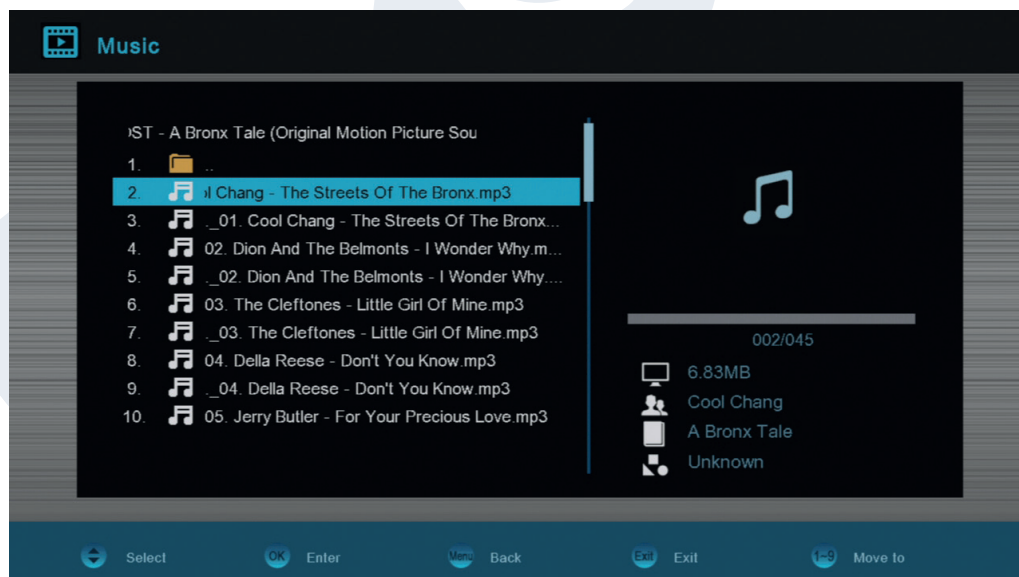 Music
ST - A Bronx Tale (Original Motion Picture Sou
1. ..
2. l Chang - The Streets Of The Bronx.mp3
3. ._01. Cool Chang - The Streets Of The Bronx...
4. 02. Dion And The Belmonts - I Wonder Why.m...
5. ._02. Dion And The Belmonts - I Wonder Why....
6. 03. The Cleftones - Little Girl Of Mine.mp3
7. ._03. The Cleftones - Little Girl Of Mine.mp3
8. 04. Della Reese - Don't You Know.mp3
9. ._04. Della Reese - Don't You Know.mp3
10. 05. Jerry Butler - For Your Precious Love.mp3
002/045
6.83MB
Cool Chang
A Bronx Tale
Unknown
Select OK Enter Menu Back Exit Exit 1~9 Move to